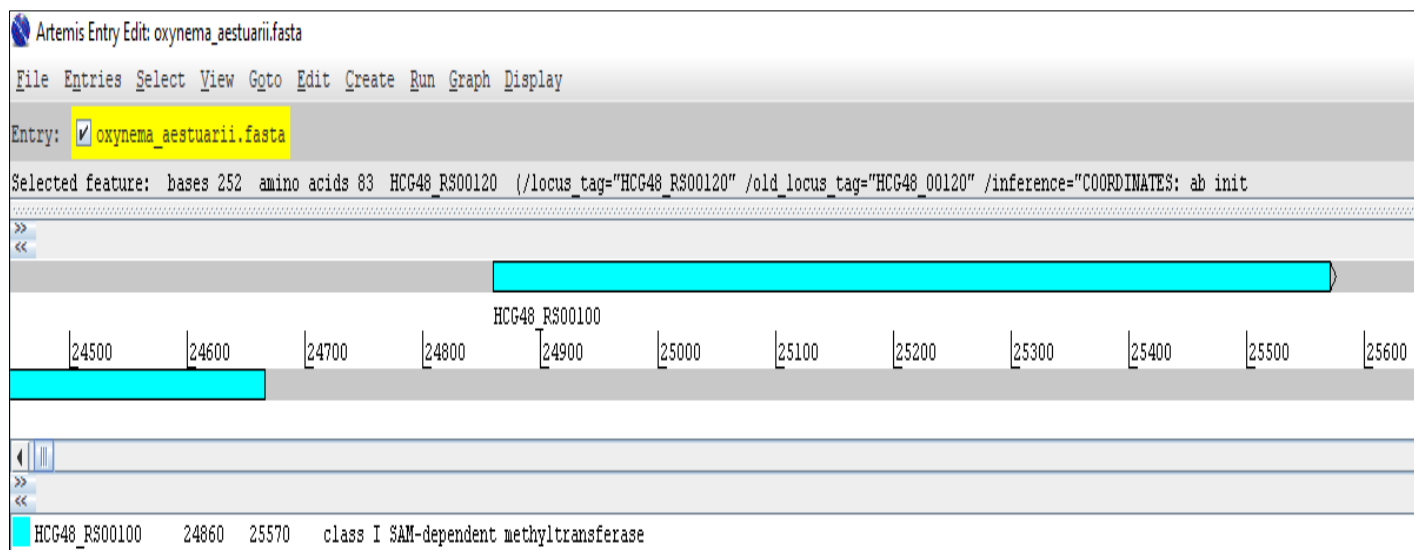 Artemis Entry Edit: oxynema_aestuarii.fasta
File Entries Select View Goto Edit Create Run Graph Display
Entry: oxynema_aestuarii.fasta
Selected feature: bases 252 amino acids 83 HCG48_RS00120 (/locus_tag="HCG48_RS00120" /old_locus_tag="HCG48_00120" /inference="COORDINATES: ab init
>>
<<
HCG48_RS00100
24500 24600 24700 24800 24900 25000 25100 25200 25300 25400 25500 25600
>>
<<
HCG48_RS00100 24860 25570 class I SAM-dependent methyltransferase